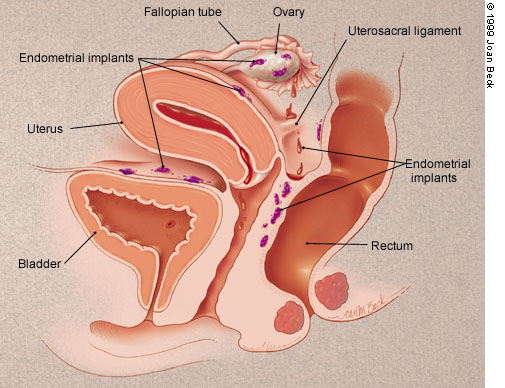 Fallopian tube
Ovary
Uterosacral ligament
Endometrial implants
Uterus
Endometrial
implants
Rectum
Bladder
© 1999 Joan Beck